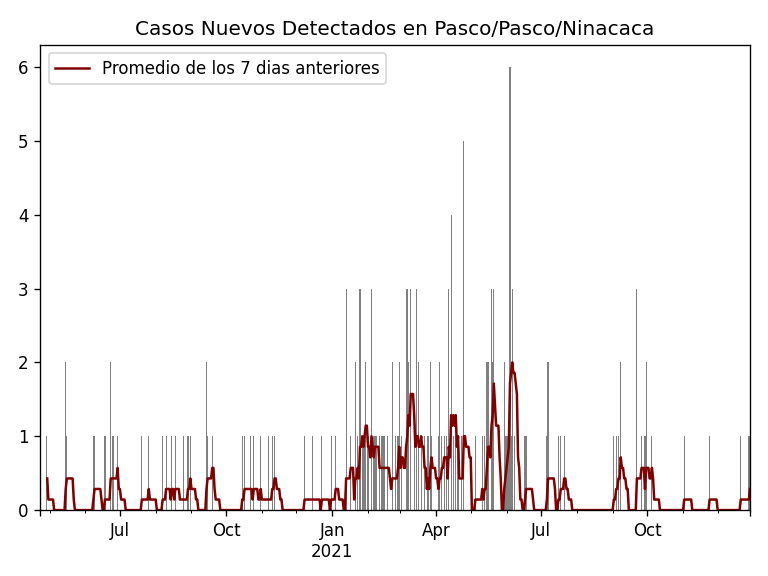 Casos Nuevos Detectados en Pasco/Pasco/Ninacaca
Promedio de los 7 dias anteriores
6
5
4
3
2
1
0
Jul
Oct
Jan
2021
Apr
Jul
Oct